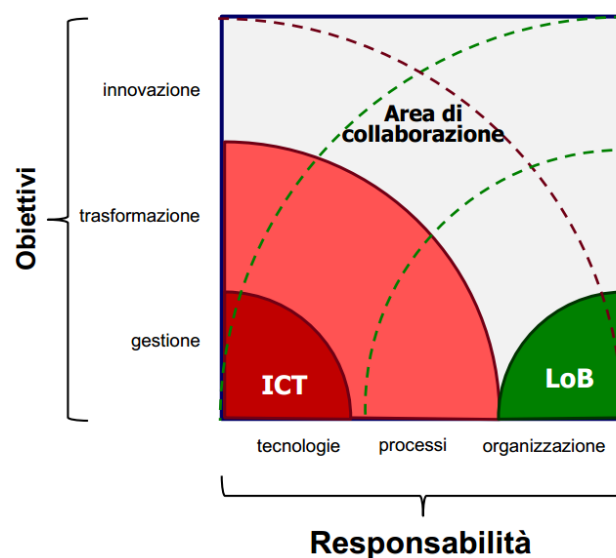 Obiettivi
innovazione
trasformazione
gestione
Area di
collaborazione
ICT
LoB
tecnologie
processi
organizzazione
Responsabilità